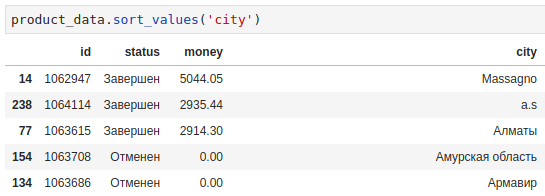 product_data.sort_values('city')
id status money city
14 1062947 Завершен 5044.05 Massagno
238 1064114 Завершен 2935.44 a.s
77 1063615 Завершен 2914.30 Алматы
154 1063708 Отменен 0.00 Амурская область
134 1063686 Отменен 0.00 Армавир